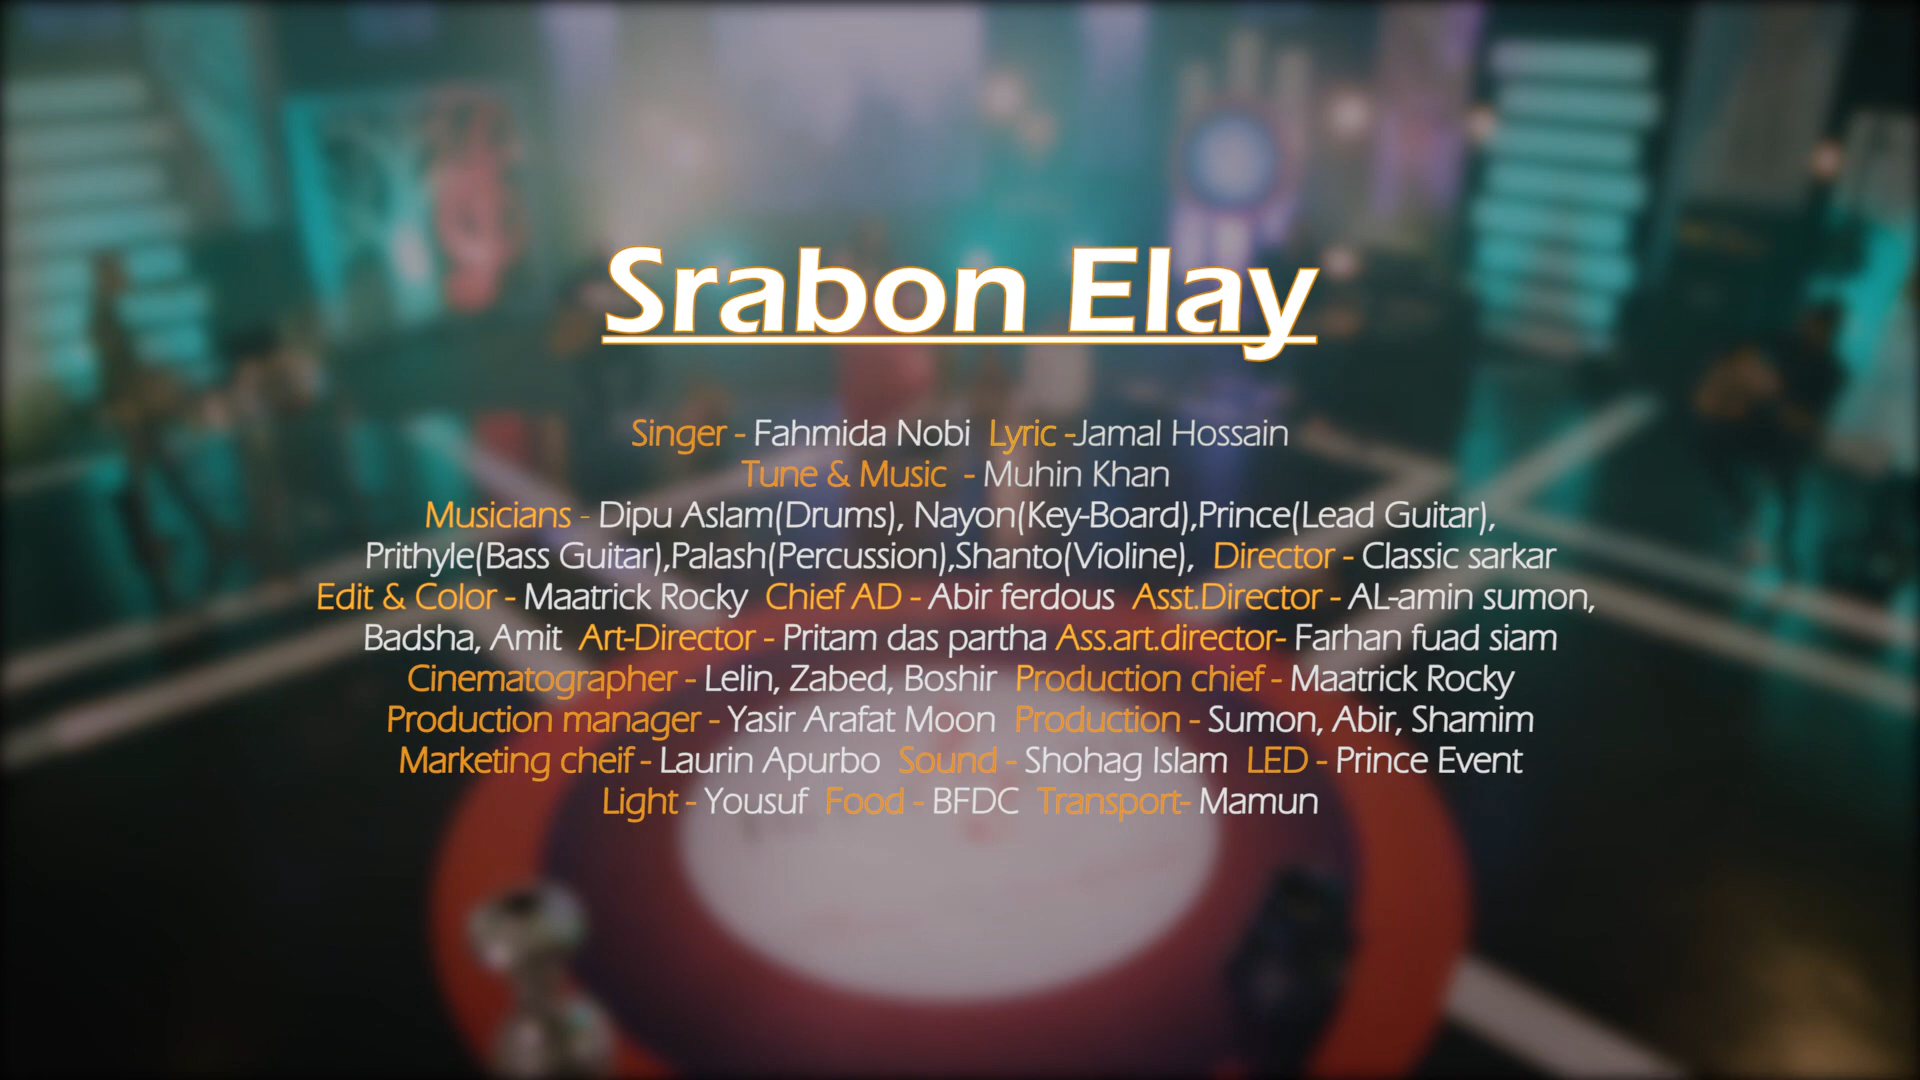 Srabon Elay
Singer - Fahmida Nobi  Lyric -Jamal Hossain
Tune & Music  - Muhin Khan
Musicians - Dipu Aslam(Drums), Nayon(Key-Board),Prince(Lead Guitar),
Prithyle(Bass Guitar),Palash(Percussion),Shanto(Violine),  Director - Classic sarkar
Edit & Color - Maatrick Rocky  Chief AD - Abir ferdous  Asst.Director - AL-amin sumon,
Badsha, Amit  Art-Director - Pritam das partha Ass.art.director- Farhan fuad siam
Cinematographer - Lelin, Zabed, Boshir  Production chief - Maatrick Rocky
Production manager - Yasir Arafat Moon  Production - Sumon, Abir, Shamim
Marketing cheif - Laurin Apurbo  Sound - Shohag Islam  LED - Prince Event
Light - Yousuf  Food - BFDC  Transport- Mamun